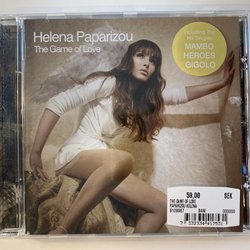 Helena Paparizou
The Game of Love
Including The
Hit Singles:
MAMBO
HEROES
GIGOLO
59,00
SEK
THE GAME OF LOVE
PAPARIZOU HELENA